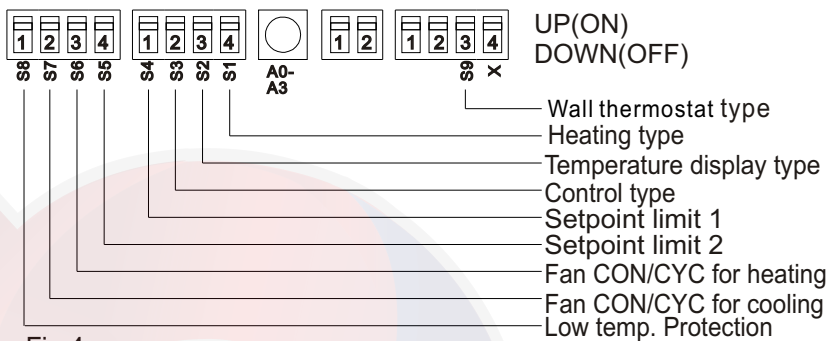 1 2 3 4 1 2 3 4 1 2 1 2 3 4
UP(ON)
DOWN(OFF)
S8 S7 S6 S5 S4 S3 S2 S1 A0-
A3
S9 X
Wall thermostat type
Heating type
Temperature display type
Control type
Setpoint limit 1
Setpoint limit 2
Fan CON/CYC for heating
Fan CON/CYC for cooling
Low temp. Protection